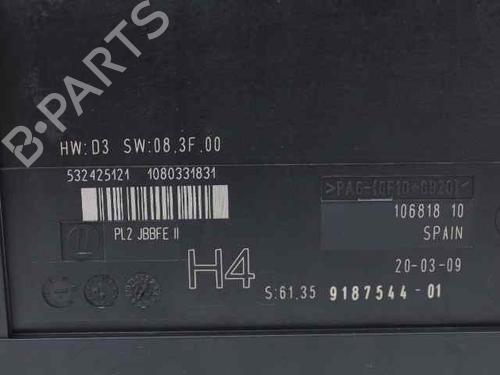 B-PARTS
HW:D3 SW:08.3F.00
532425121 1080331831
>PA6-(GF10+GB20)<
PL2 JBBFE II
106818 10
SPAIN
H4
20-03-09
S:61.35 9187544-01